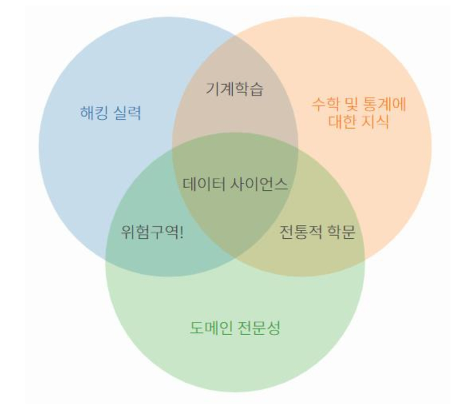 기계학습
해킹 실력
수학 및 통계에
대한 지식
데이터 사이언스
위험구역!
전통적 학문
도메인 전문성